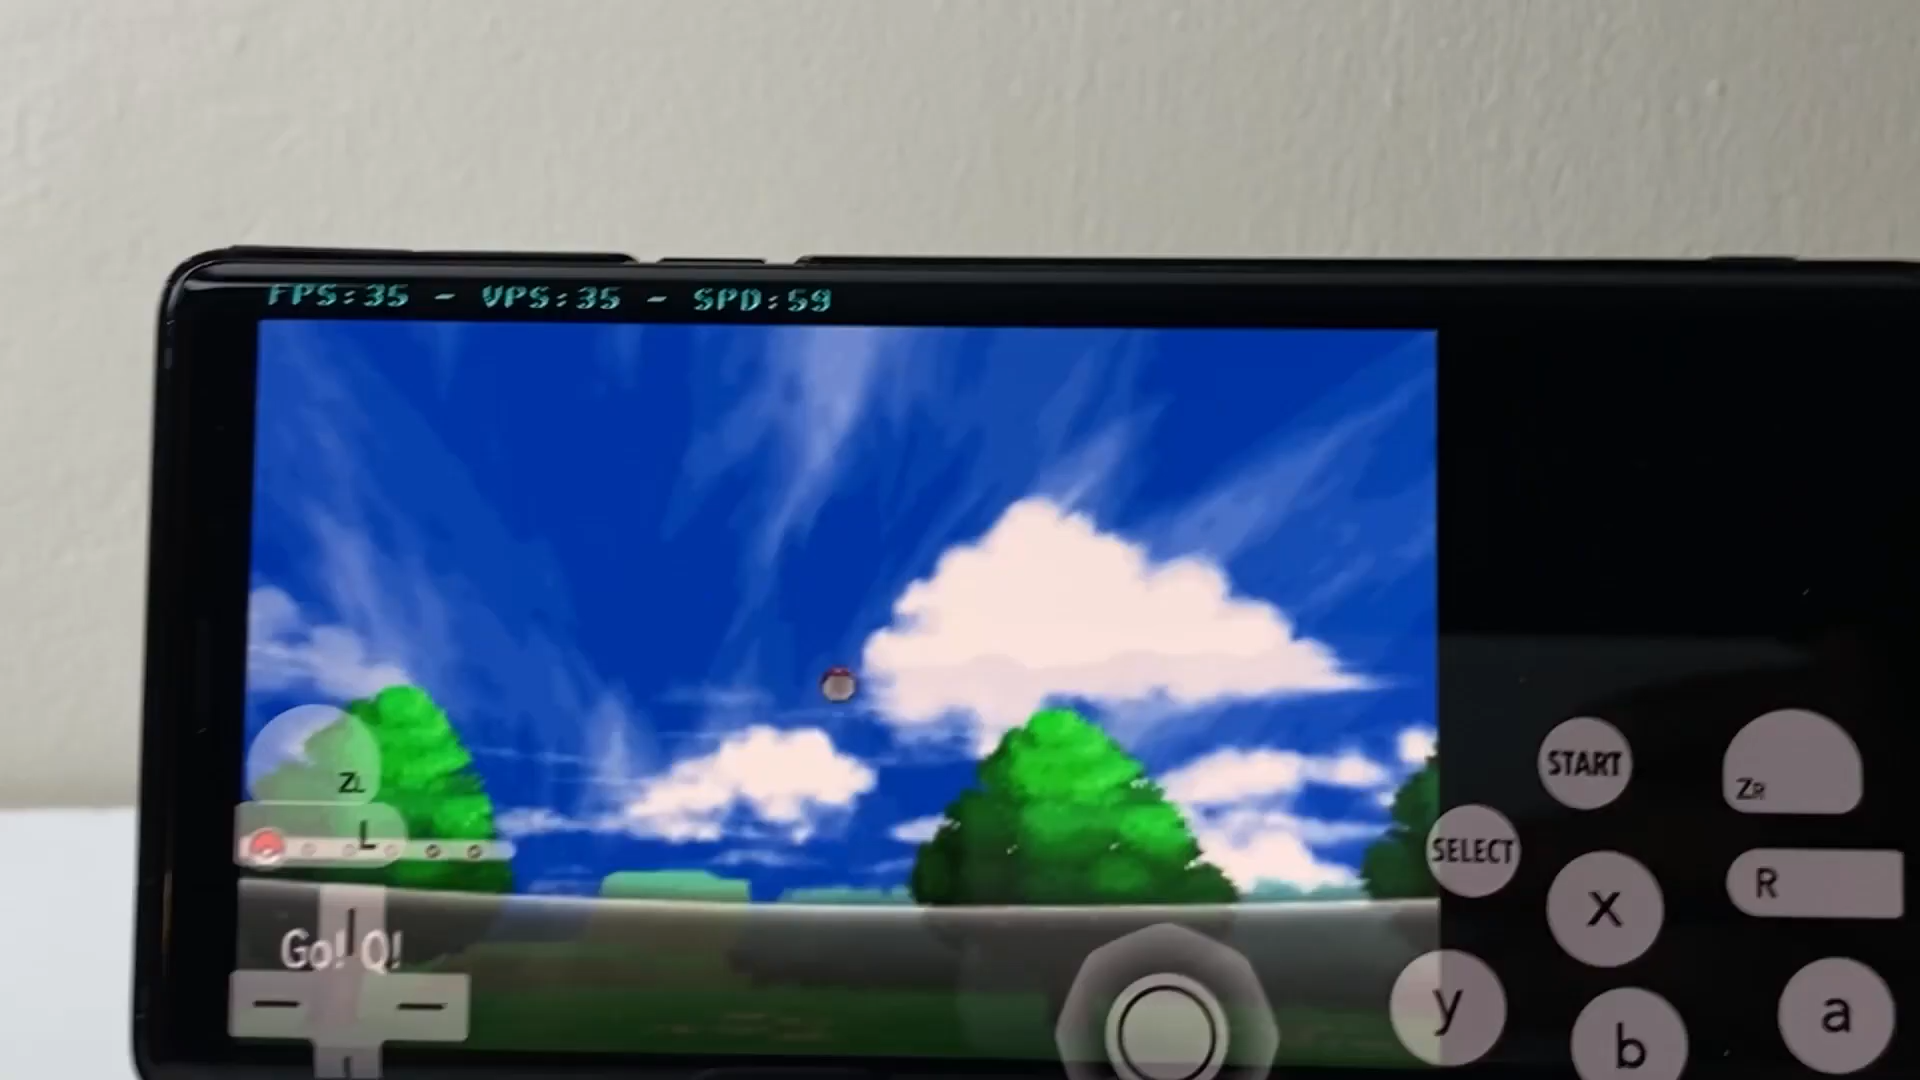 FPS:35 - VPS:35 - SPD:59
START
ZL
ZR
L
SELECT
R
X
Go! Q!
y
a
b